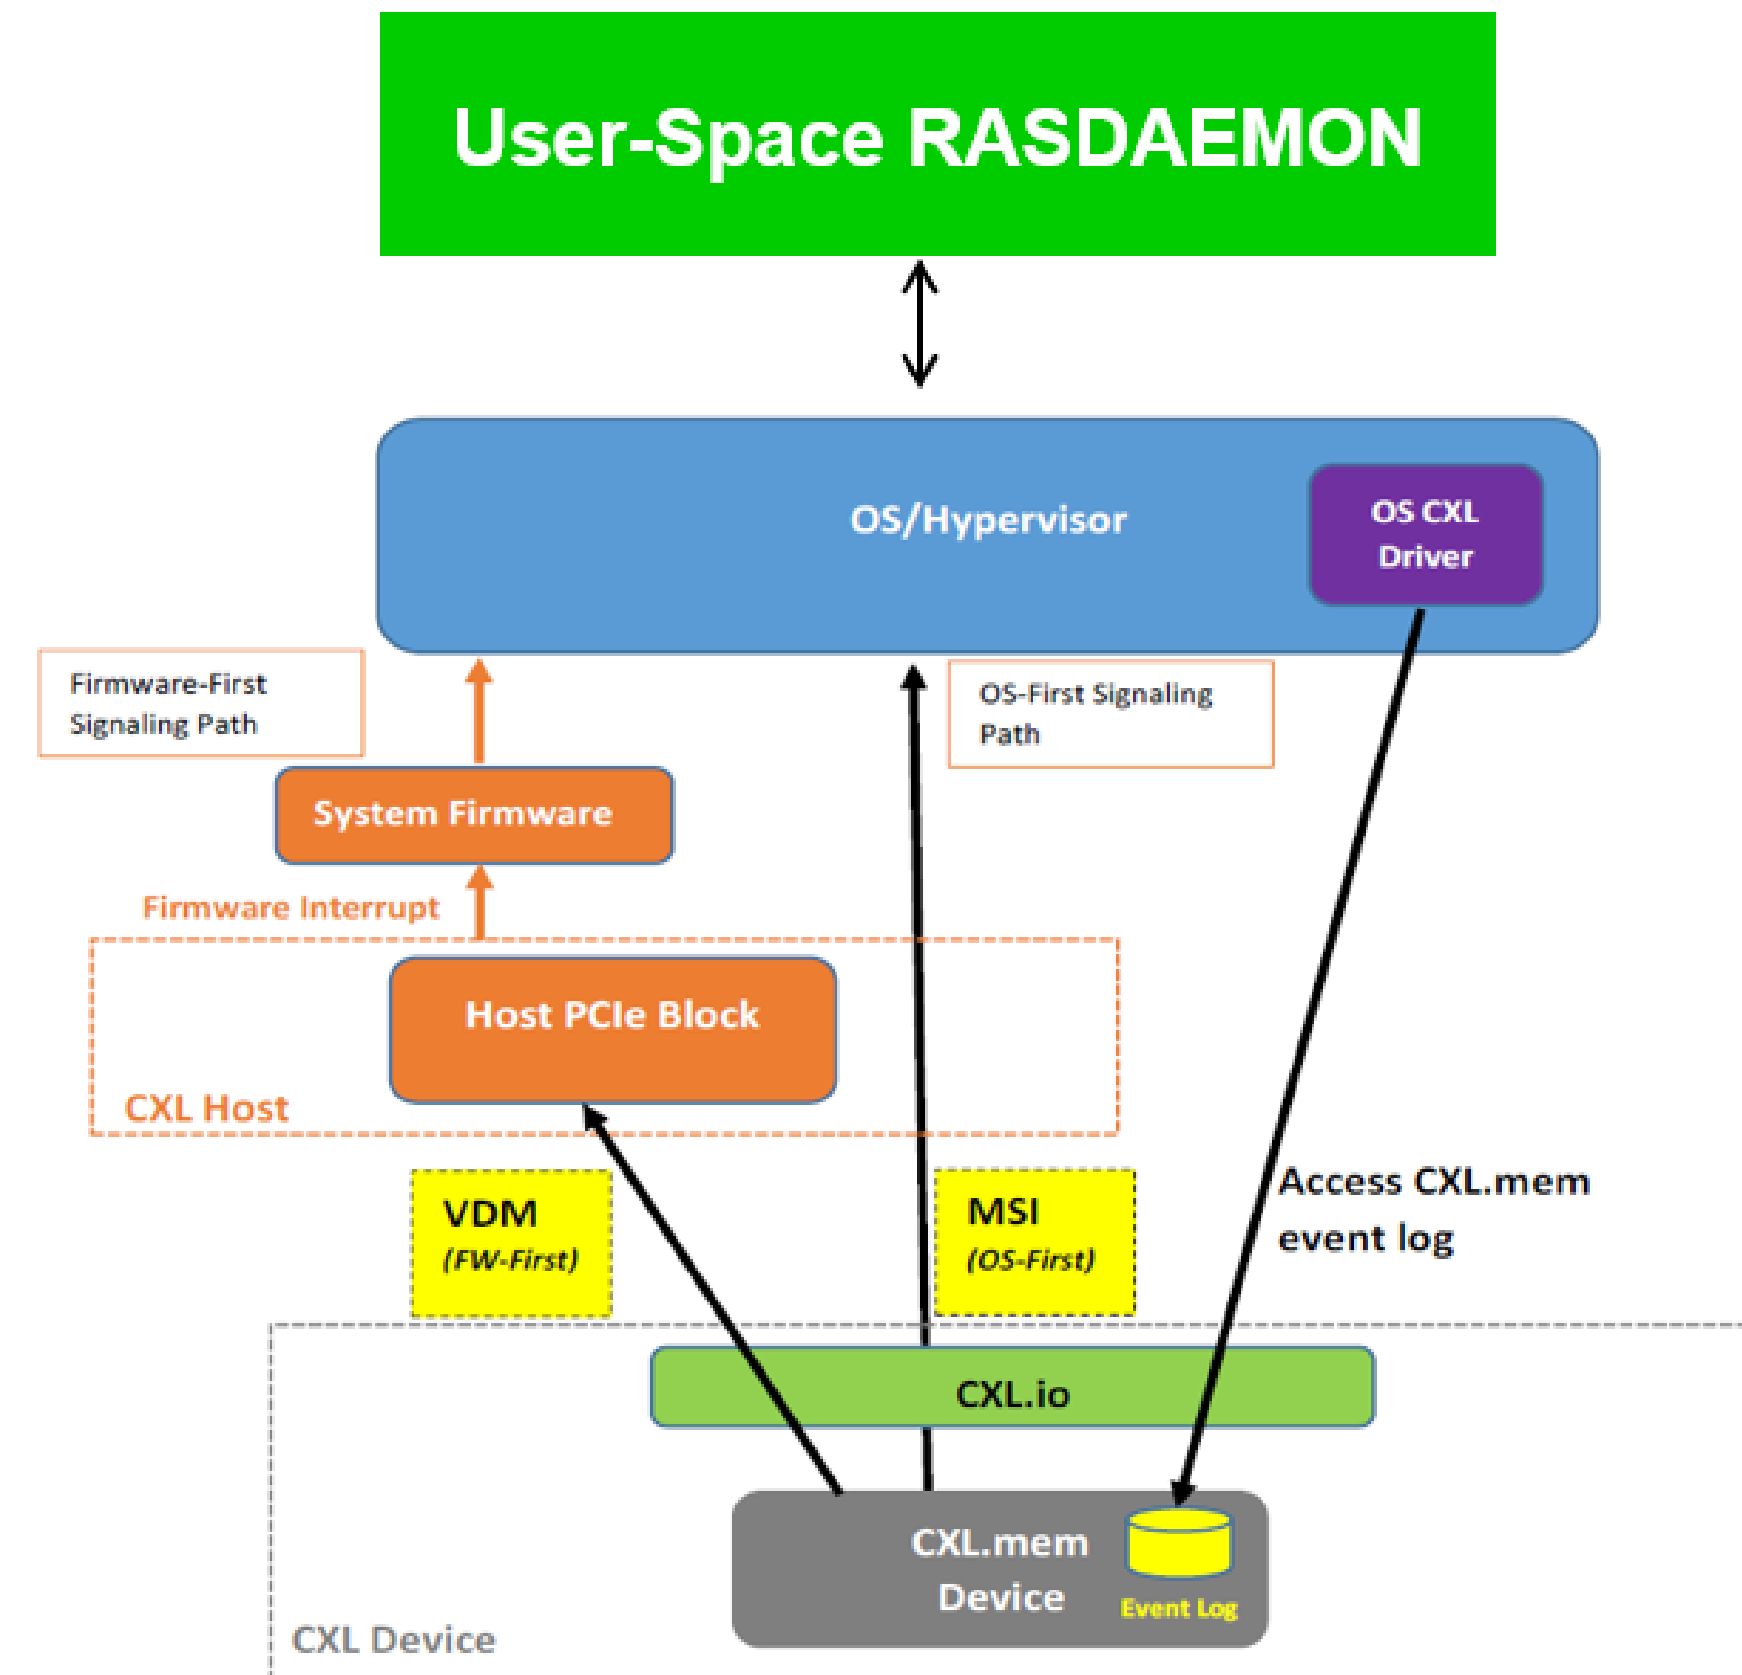 User-Space RASDAEMON
OS/Hypervisor
OS CXL
Driver
Firmware-First
Signaling Path
OS-First Signaling
Path
System Firmware
Firmware Interrupt
Host PCIe Block
CXL Host
VDM
(FW-First)
MSI
(OS-First)
Access CXL.mem
event log
CXL.io
CXL.mem
Device
Event Log
CXL Device